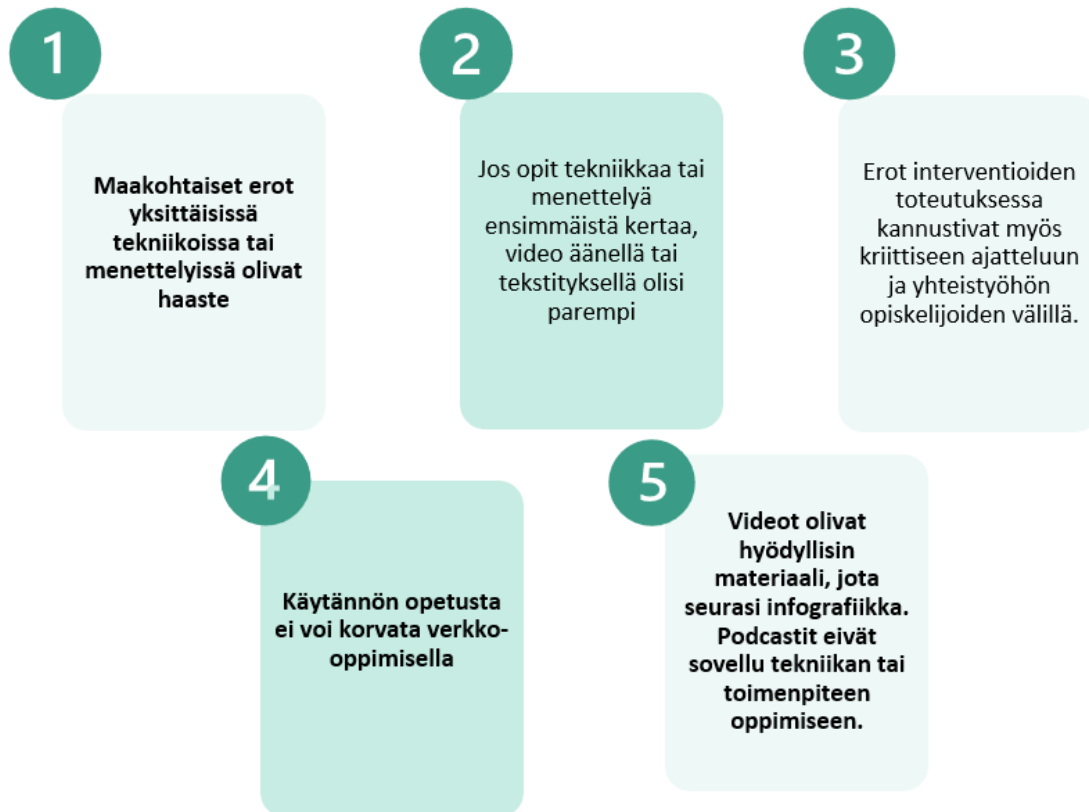 1
Maakohtaiset erot
yksittäisissä
tekniikoissa tai
menettelyissä olivat
haaste
2
Jos opit tekniikkaa tai
menettelyä
ensimmäistä kertaa,
video äänellä tai
tekstityksellä olisi
parempi
3
Erot interventioiden
toteutuksessa
kannustivat myös
kriittiseen ajatteluun
ja yhteistyöhön
opiskelijoiden välillä.
4
Käytännön opetusta
ei voi korvata verkko-
oppimisella
5
Videot olivat
hyödyllisin
materiaali, jota
seurasi infografiikka.
Podcastit eivät
sovellu tekniikan tai
toimenpiteen
oppimiseen.